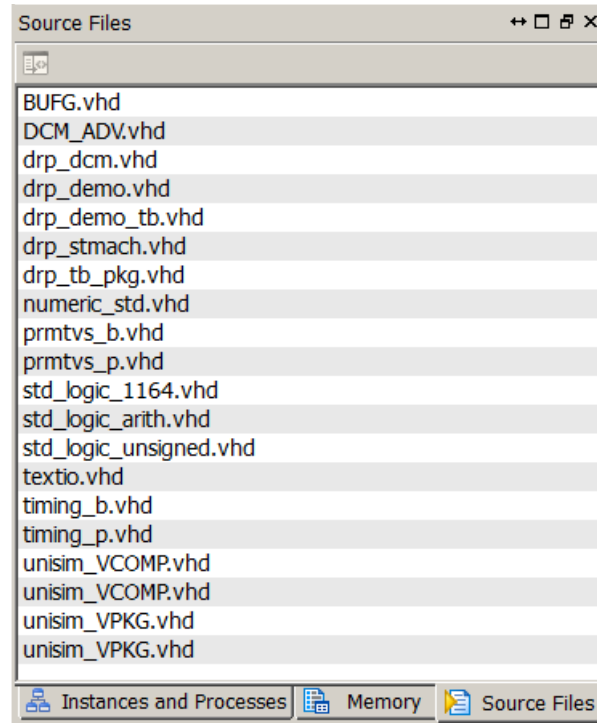 Source Files
BUFG.vhd
DCM_ADV.vhd
drp_dcm.vhd
drp_demo.vhd
drp_demo_tb.vhd
drp_stmach.vhd
drp_tb_pkg.vhd
numeric_std.vhd
prmtvs_b.vhd
prmtvs_p.vhd
std_logic_1164.vhd
std_logic_arith.vhd
std_logic_unsigned.vhd
textio.vhd
timing_b.vhd
timing_p.vhd
unisim_VCOMP.vhd
unisim_VCOMP.vhd
unisim_VPKG.vhd
unisim_VPKG.vhd
Instances and Processes Memory Source Files